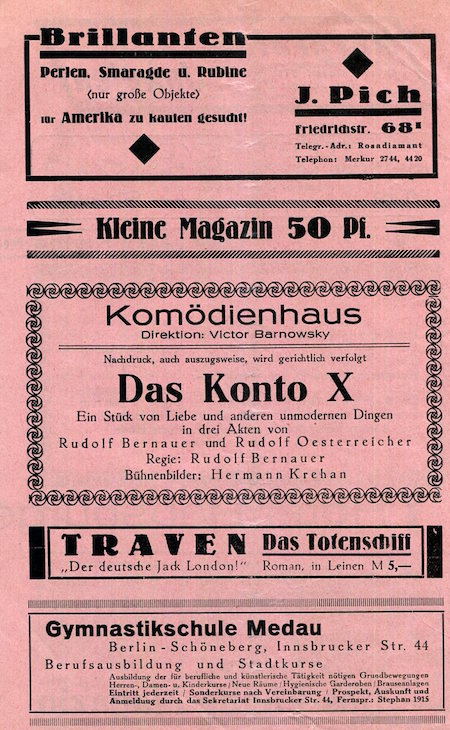 Brillanten
Perlen, Smaragde u. Rubine
(nur große Objekte)
für Amerika zu kaufen gesucht!
J. Pich
Friedrichstr. 68 I
Telegr.-Adr.: Rosadiamant
Telephon: Merkur 2744, 4420
Kleine Magazin 50 Pf.
Komödienhaus
Direktion: Victor Barnowsky
Nachdruck, auch auszugsweise, wird gerichtlich verfolgt
Das Konto X
Ein Stück von Liebe und anderen unmodernen Dingen
in drei Akten von
Rudolf Bernauer und Rudolf Oesterreicher
Regie: Rudolf Bernauer
Bühnenbilder: Hermann Krehan
TRAVEN Das Totenschiff
„Der deutsche Jack London!" Roman, in Leinen M 5,—
Gymnastikschule Medau
Berlin-Schöneberg, Innsbrucker Str. 44
Berufsausbildung und Stadtkurse
Ausbildung der für berufliche und künstlerische Tätigkeit nötigen Grundbewegungen
Herren-, Damen- u. Kinderkurse / Neue Räume / Hygienische Garderoben / Brauseanlagen
Eintritt jederzeit / Sonderkurse nach Vereinbarung / Prospekt, Auskunft und
Anmeldung durch das Sekretariat Innsbrucker Str. 44, Fernspr.: Stephan 1915